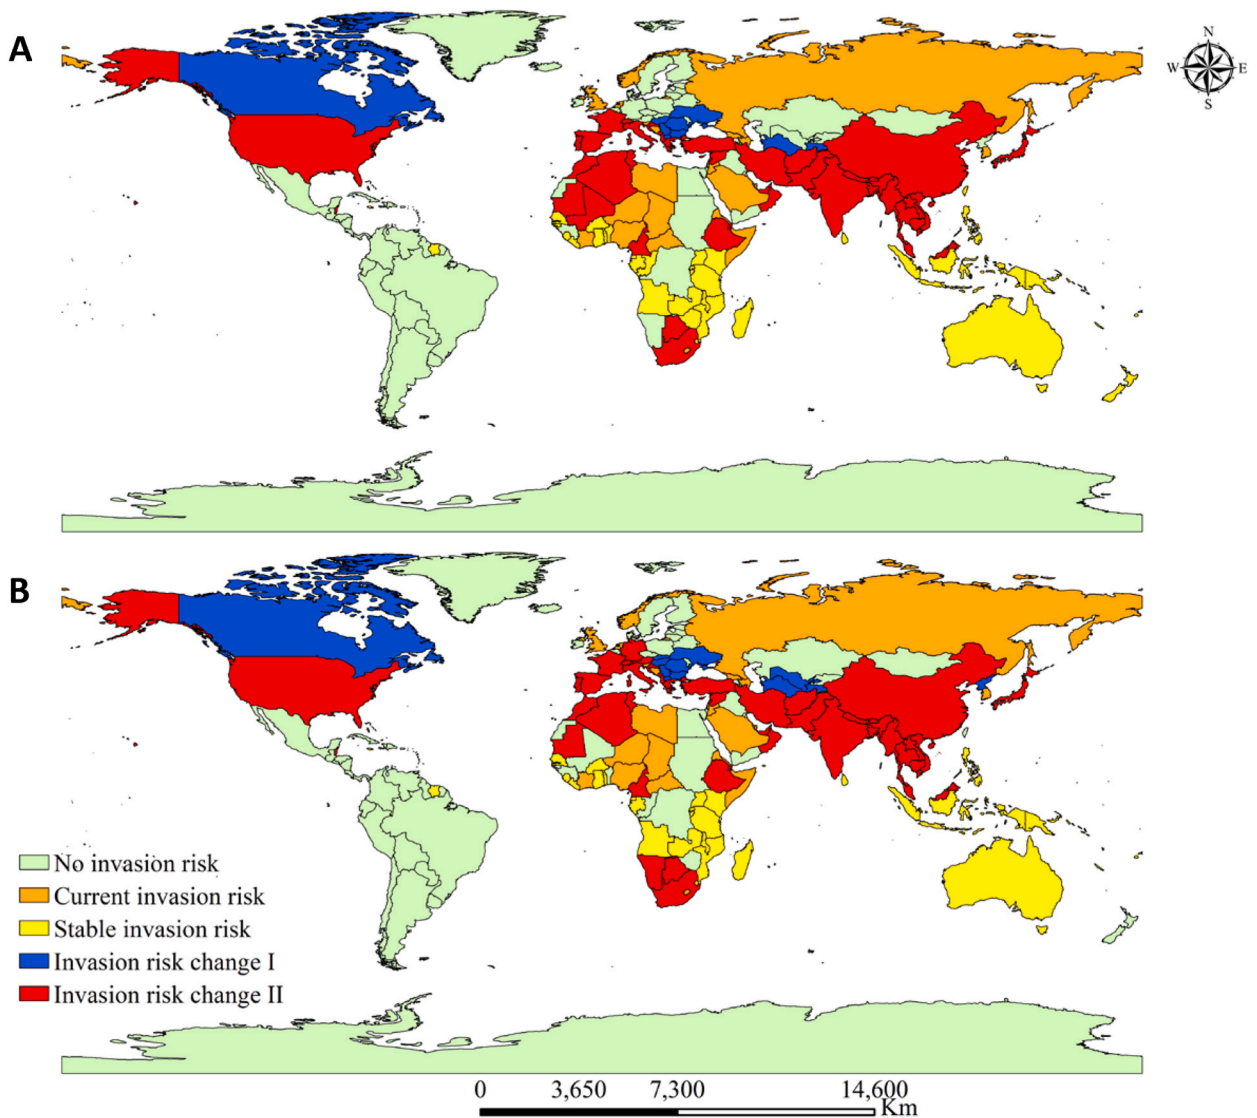 A
N
W E
S
B
No invasion risk
Current invasion risk
Stable invasion risk
Invasion risk change I
Invasion risk change II
0 3,650 7,300 14,600
Km